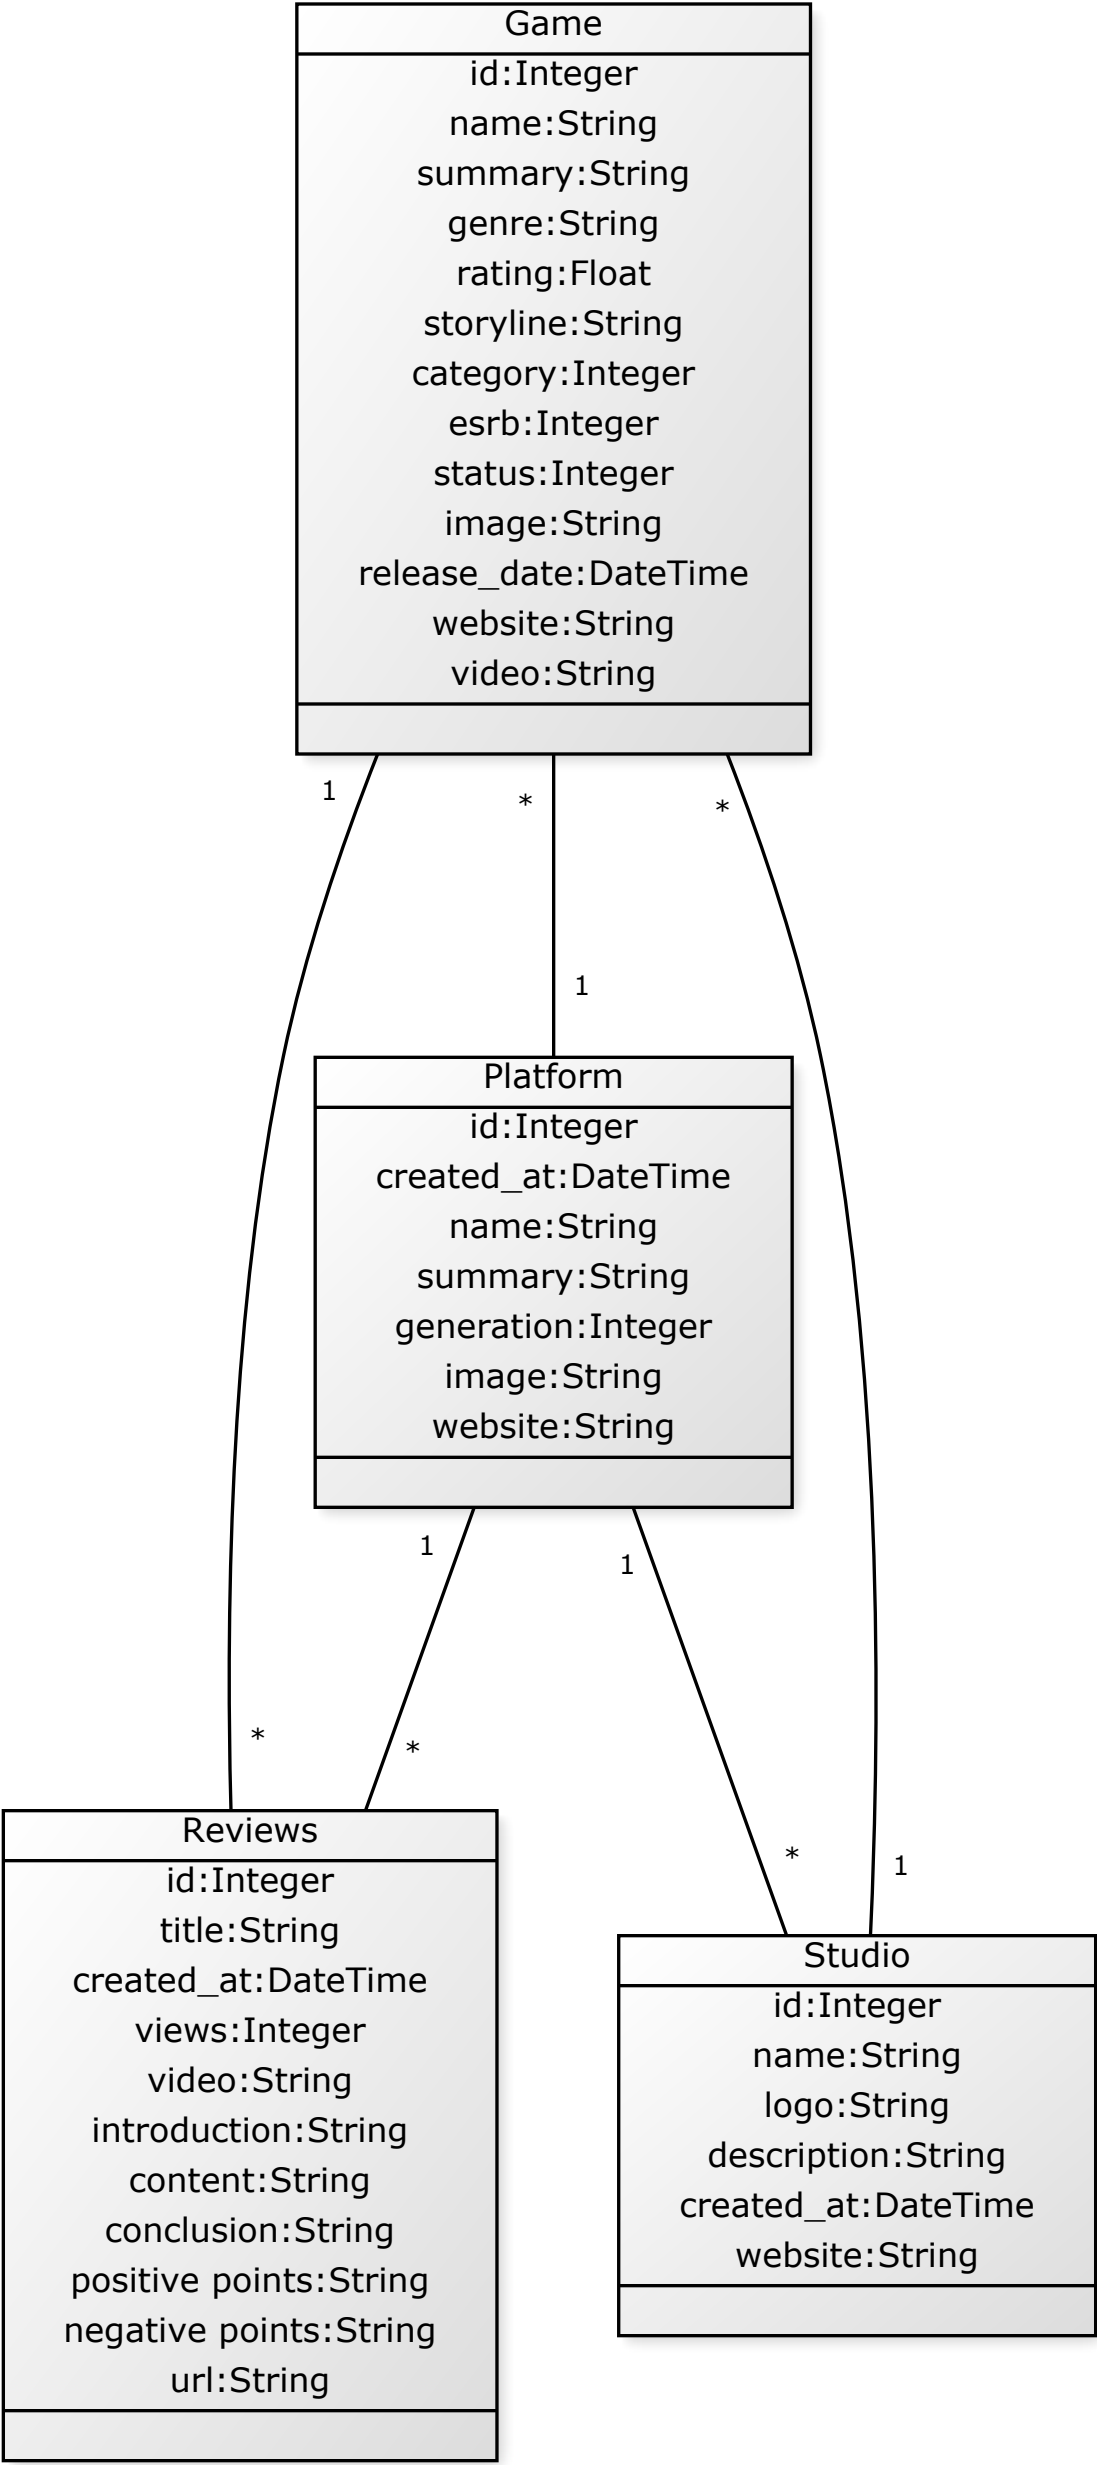 Game
id:Integer
name:String
summary:String
genre:String
rating:Float
storyline:String
category:Integer
esrb:Integer
status:Integer
image:String
release_date:DateTime
website:String
video:String
1
*
*
1
Platform
id:Integer
created_at:DateTime
name:String
summary:String
generation:Integer
image:String
website:String
1
1
*
*
*
1
Reviews
id:Integer
title:String
created_at:DateTime
views:Integer
video:String
introduction:String
content:String
conclusion:String
positive points:String
negative points:String
url:String
Studio
id:Integer
name:String
logo:String
description:String
created_at:DateTime
website:String